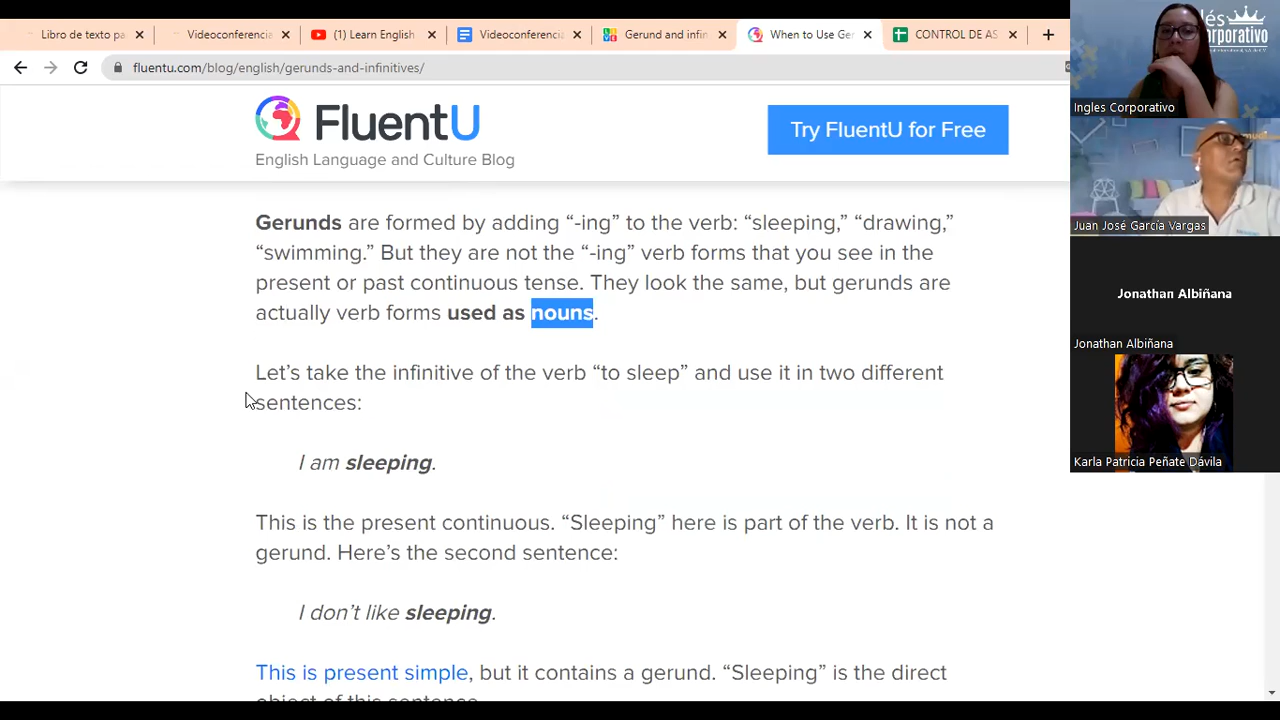 Libro de texto pa
Videoconferencia
(1) Learn English
Videoconferencia
Gerund and infin
When to Use Ger
CONTROL DE AS
fluentu.com/blog/english/gerunds-and-infinitives/
FluentU
English Language and Culture Blog
Try FluentU for Free
Gerunds are formed by adding “-ing” to the verb: “sleeping,” “drawing,”
“swimming.” But they are not the “-ing” verb forms that you see in the
present or past continuous tense. They look the same, but gerunds are
actually verb forms used as nouns.
Let’s take the infinitive of the verb “to sleep” and use it in two different
sentences:
I am sleeping.
This is the present continuous. “Sleeping” here is part of the verb. It is not a
gerund. Here’s the second sentence:
I don’t like sleeping.
This is present simple, but it contains a gerund. “Sleeping” is the direct
object of this sentence.
Ingles Corporativo
Juan José García Vargas
Jonathan Albiñana
Jonathan Albiñana
Karla Patricia Peñate Dávila